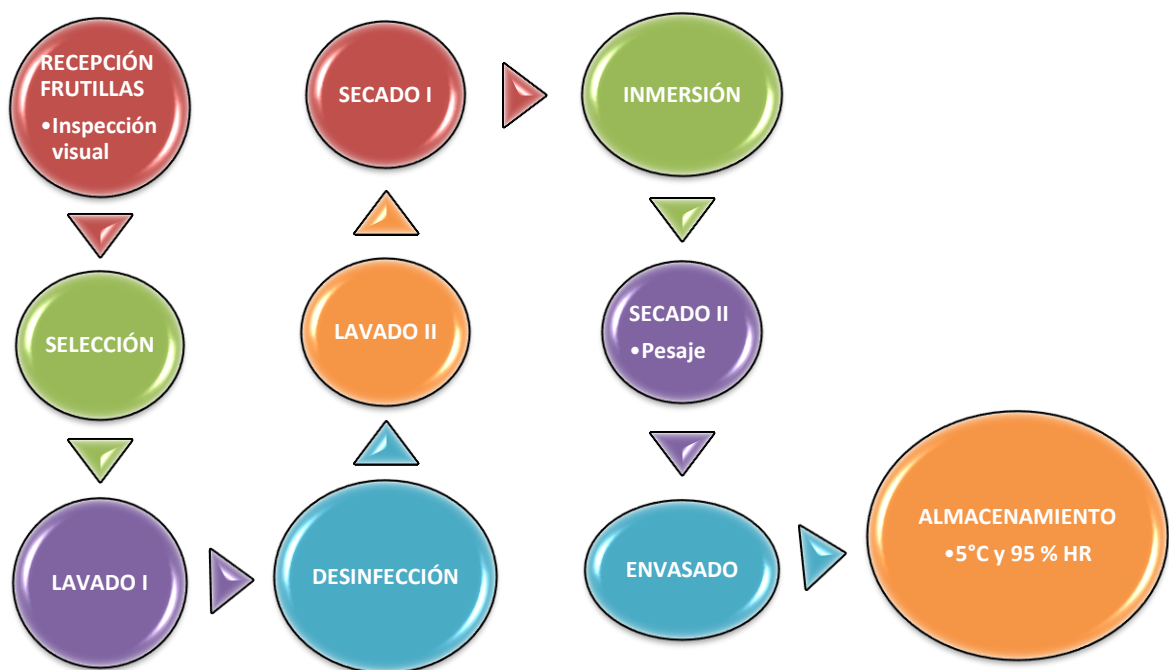 RECEPCIÓN
FRUTILLAS
•Inspección
visual
SELECCIÓN
LAVADO I
DESINFECCIÓN
LAVADO II
SECADO I
INMERSIÓN
SECADO II
•Pesaje
ENVASADO
ALMACENAMIENTO
•5°C y 95 % HR